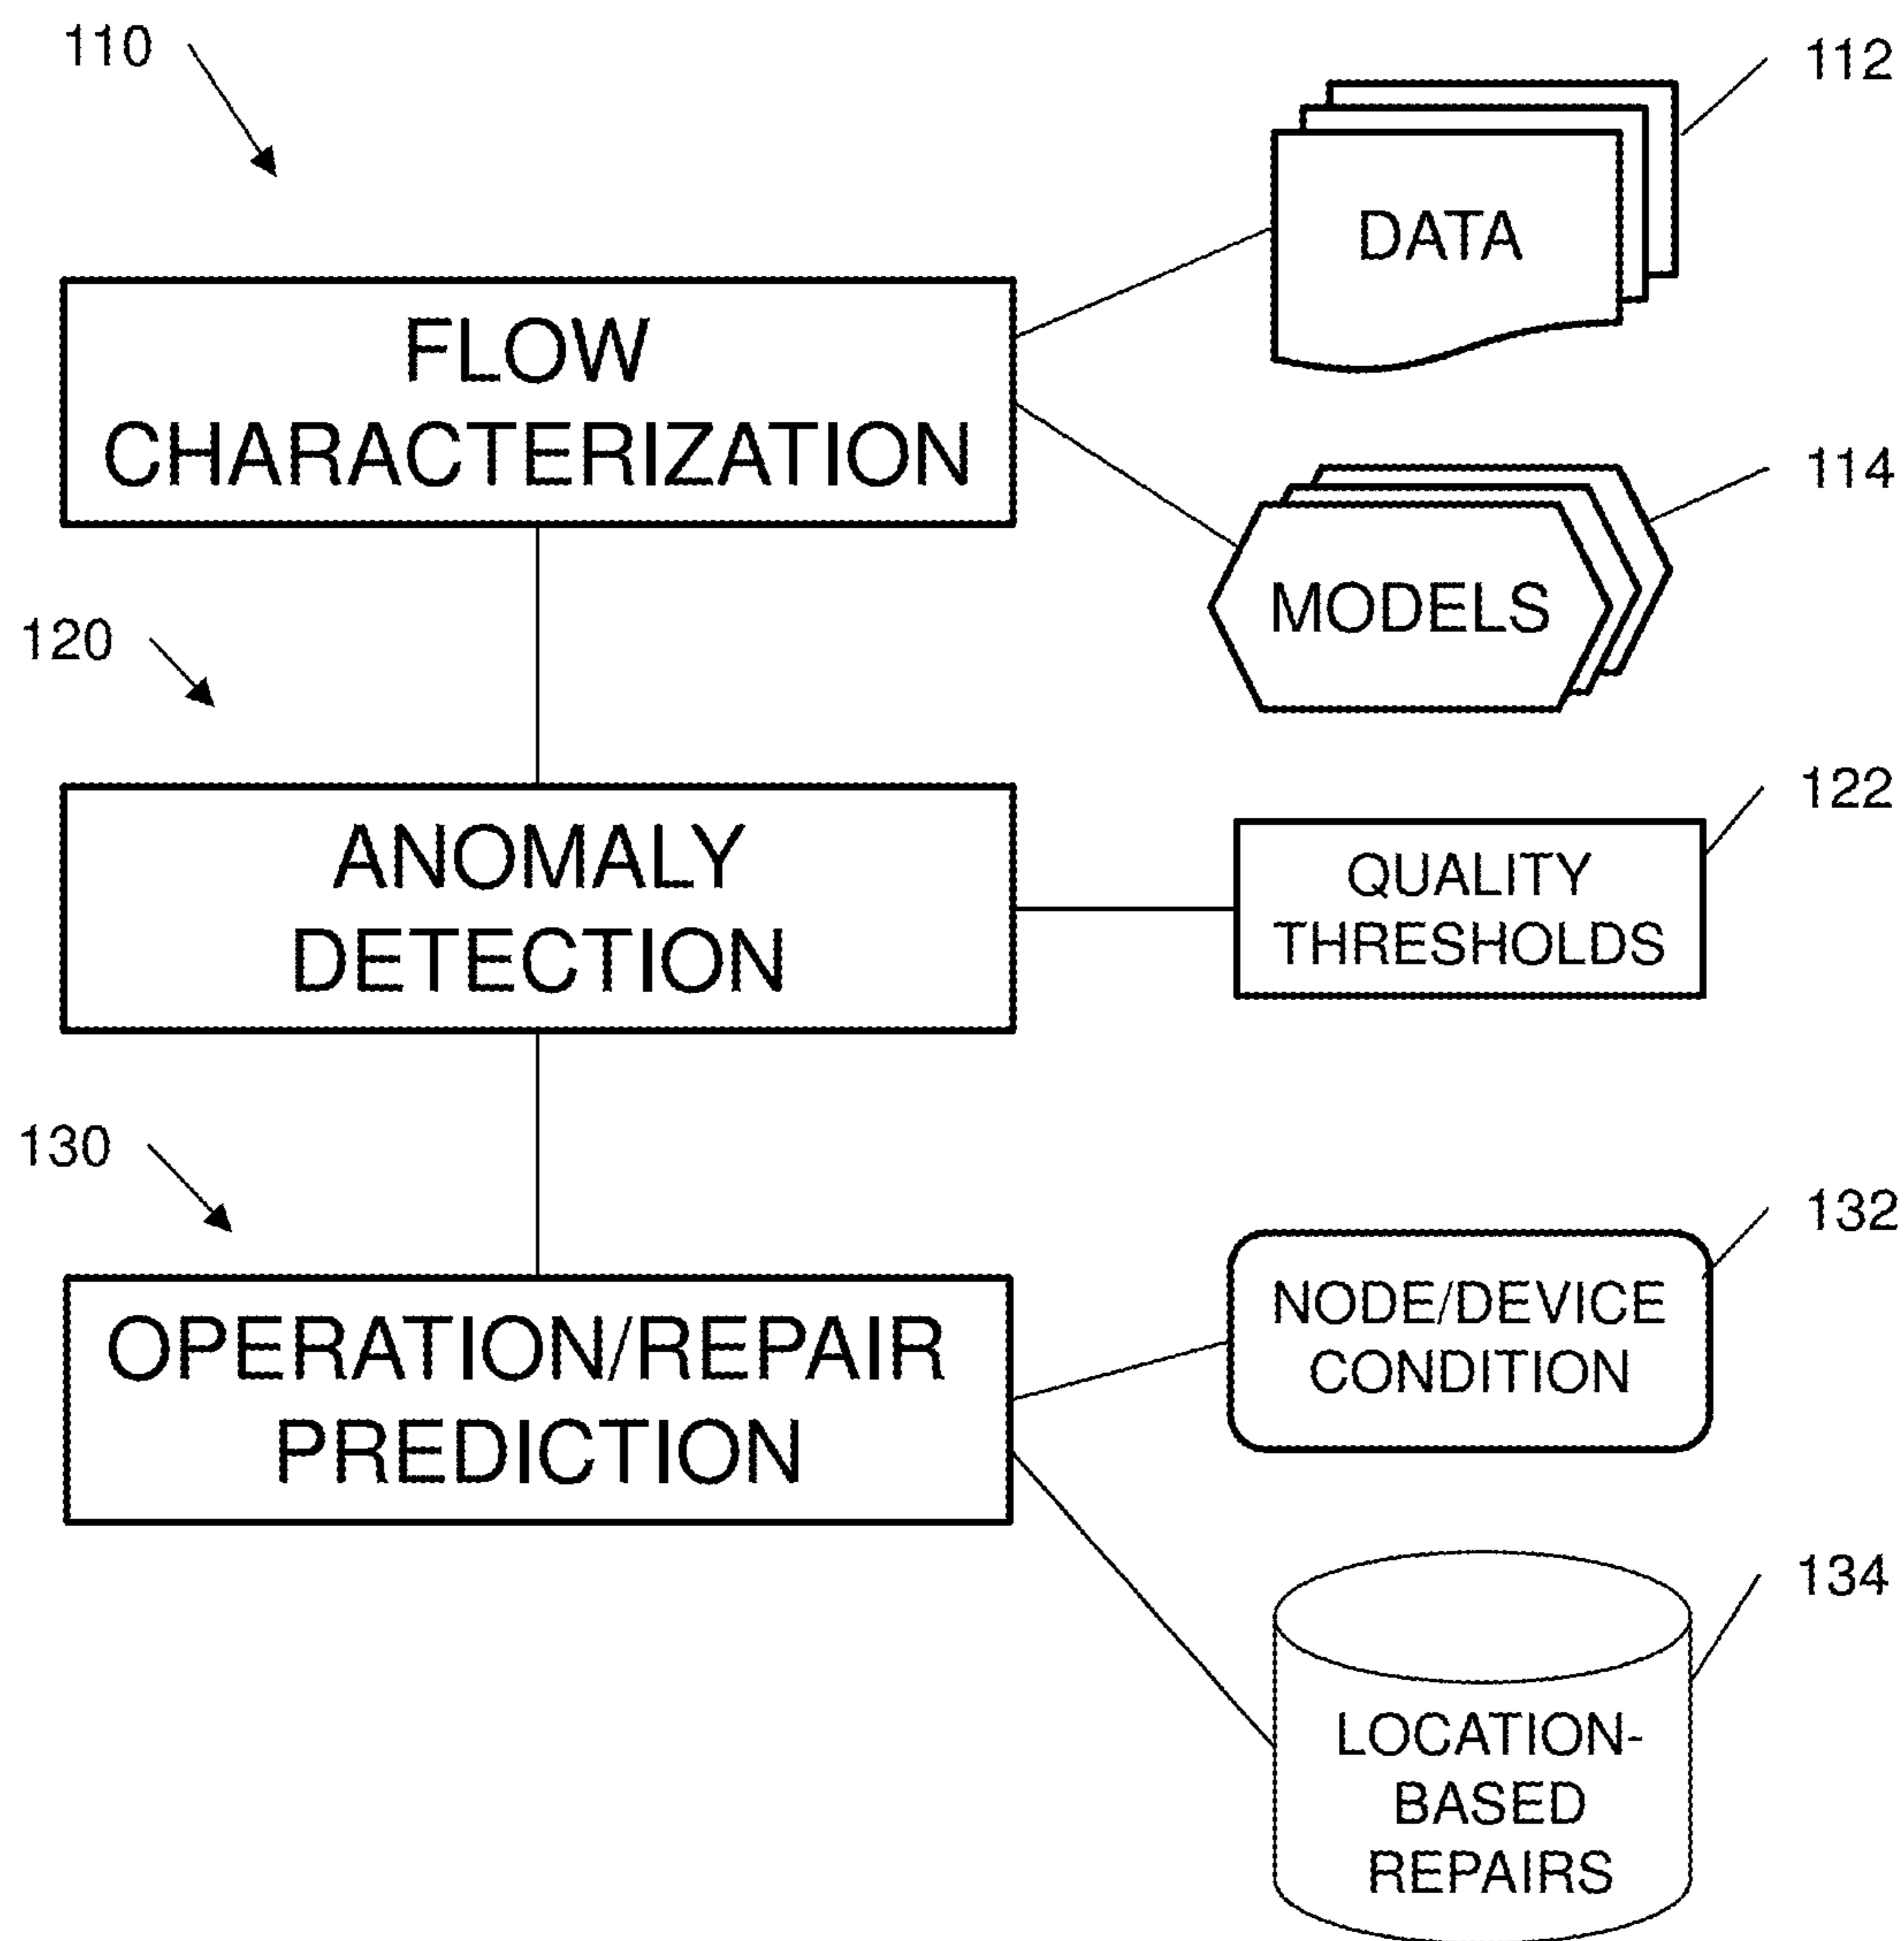 110
112
DATA
FLOW
CHARACTERIZATION
114
MODELS
120
122
ANOMALY
DETECTION
QUALITY
THRESHOLDS
130
132
NODE/DEVICE
CONDITION
OPERATION/REPAIR
PREDICTION
134
LOCATION-
BASED
REPAIRS